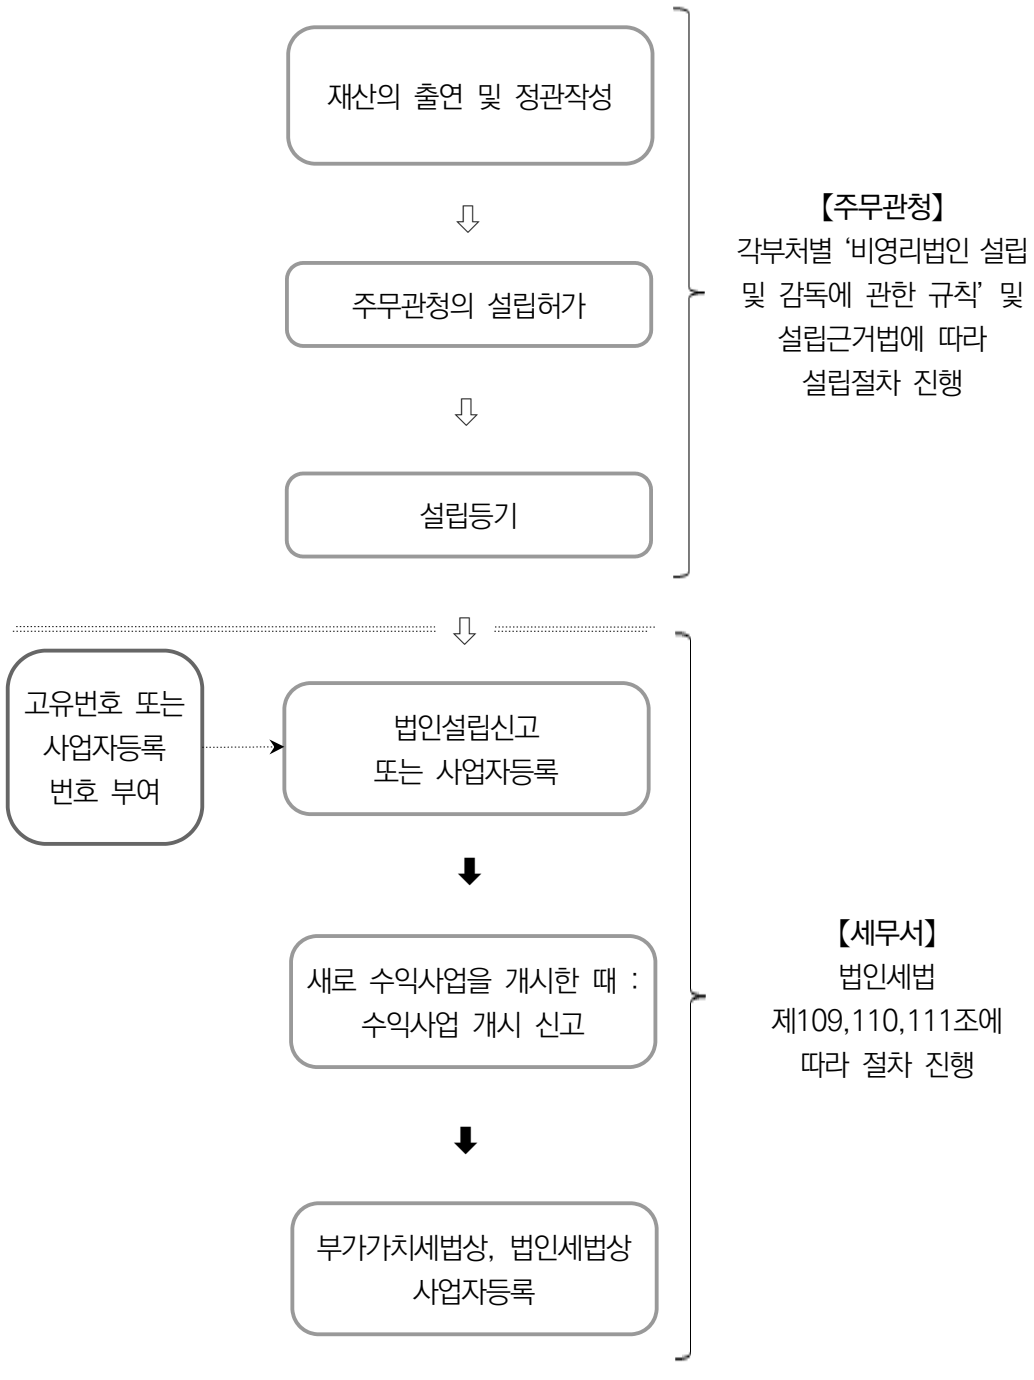 재산의 출연 및 정관작성
주무관청의 설립허가
설립등기
【주무관청】
각부처별 ‘비영리법인 설립
및 감독에 관한 규칙’ 및
설립근거법에 따라
설립절차 진행
고유번호 또는
사업자등록
번호 부여
법인설립신고
또는 사업자등록
새로 수익사업을 개시한 때 :
수익사업 개시 신고
부가가치세법상, 법인세법상
사업자등록
【세무서】
법인세법
제109,110,111조에
따라 절차 진행